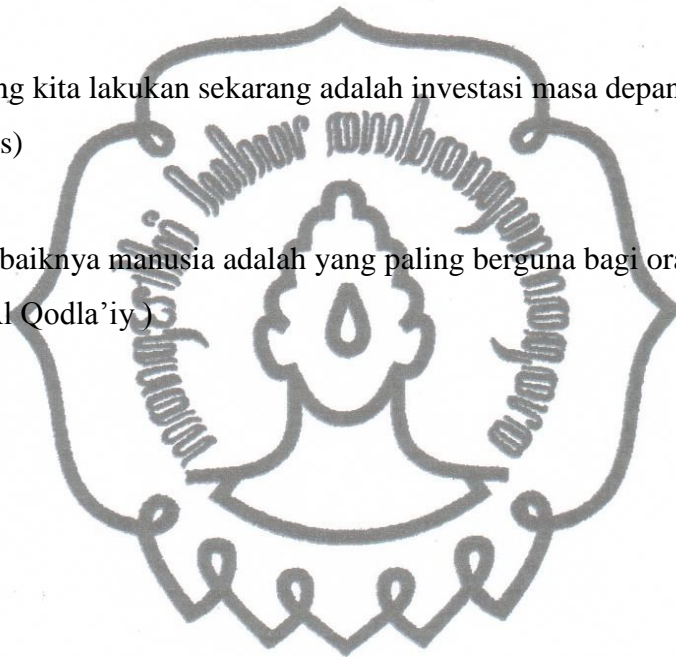 ng kita lakukan sekarang adalah investasi masa depan
s)
baiknya manusia adalah yang paling berguna bagi ora
l Qodla’iy )